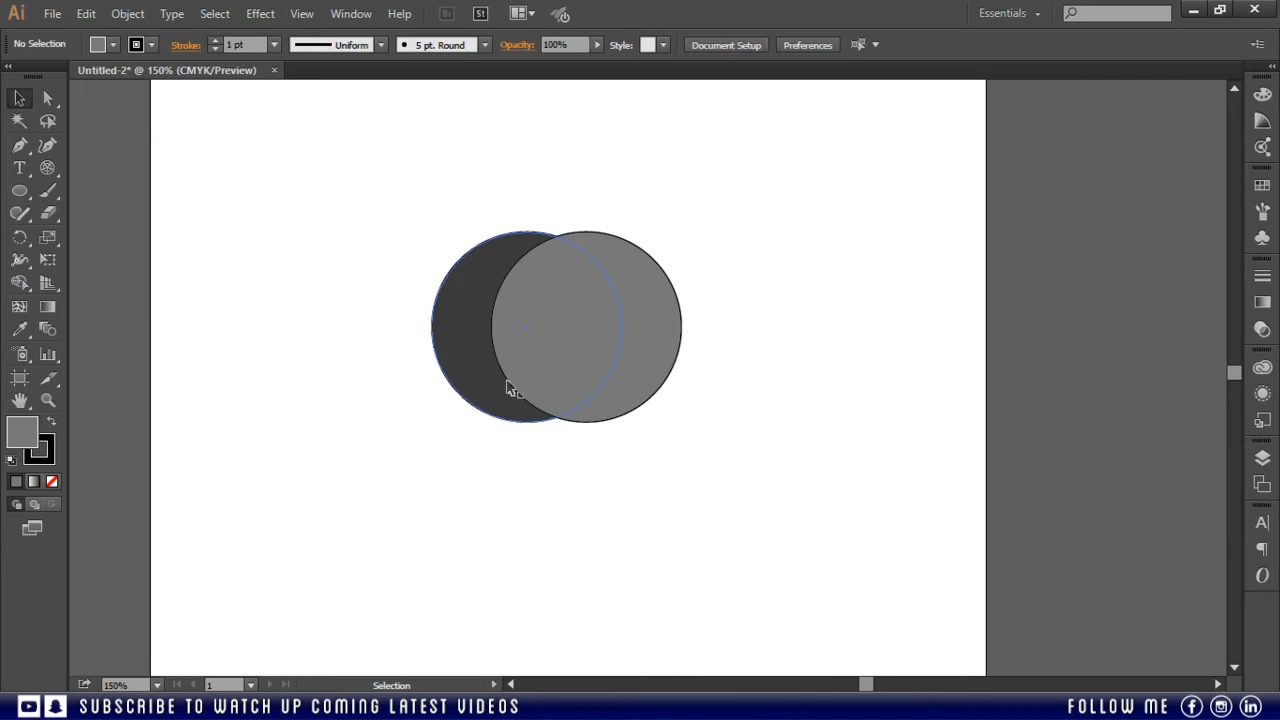 Ai File Edit Object Type Select Effect View Window Help Br St Essentials
No Selection Stroke: 1 pt Uniform 5 pt. Round Opacity: 100% Style: Document Setup Preferences
Untitled-2* @ 150% (CMYK/Preview)
150% 1 Selection
SUBSCRIBE TO WATCH UP COMING LATEST VIDEOS FOLLOW ME